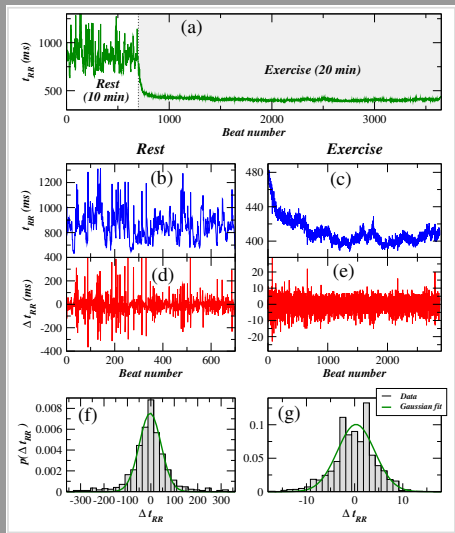 (a)
t_RR (ms)
1000
500
Rest
(10 min)
Exercise (20 min)
1000 2000 3000
Beat number
Rest
Exercise
(b)
t_RR (ms)
1200
1000
800
(c)
480
440
400
(d)
Δ t_RR (ms)
400
200
0
-200
-400
0 200 400 600
Beat number
(e)
20
10
0
-10
-20
0 1000 2000
Beat number
(f)
p(Δ t_RR)
0.008
0.006
0.004
0.002
0
-300 -200 -100 0 100 200 300
Δ t_RR
(g)
Data
Gaussian fit
0.1
0.05
0
-10 0 10
Δ t_RR